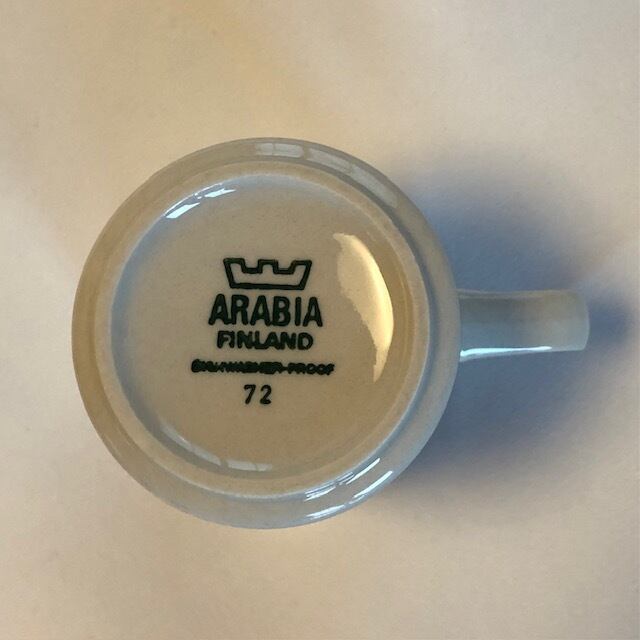 ARABIA
FINLAND
DISHWASHER-PROOF
72